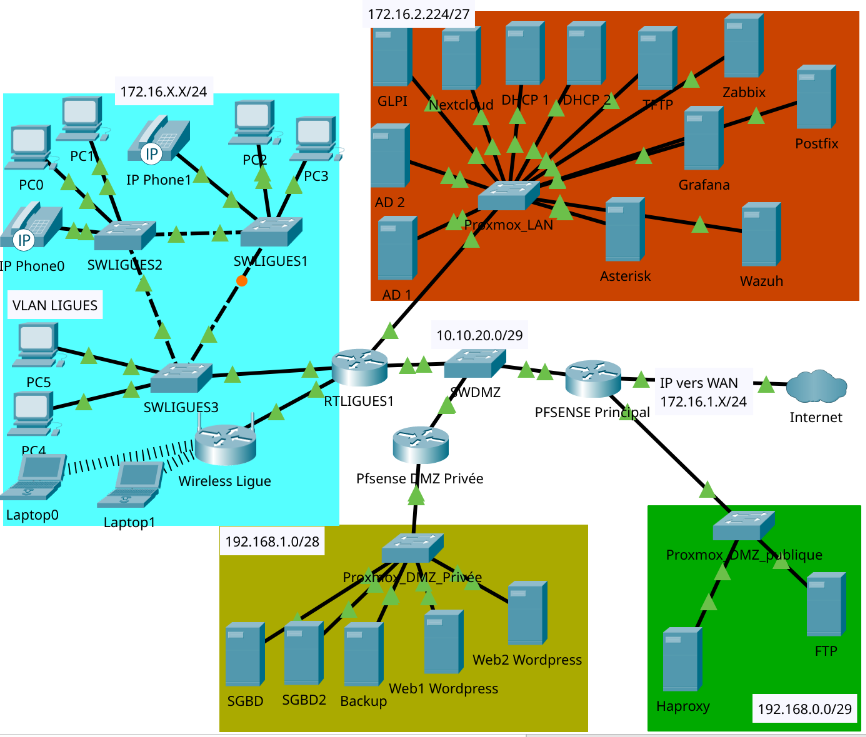 172.16.2.224/27
GLPI
Nextcloud
DHCP 1
DHCP 2
TFTP
Zabbix
Postfix
AD 2
Grafana
Proxmox_LAN
AD 1
Asterisk
Wazuh
172.16.X.X/24
PC0
PC1
IP
IP Phone1
PC2
PC3
IP
IP Phone0
SWLIGUES2
SWLIGUES1
VLAN LIGUES
PC5
PC4
SWLIGUES3
RTLIGUES1
Wireless Ligue
Laptop0
Laptop1
10.10.20.0/29
SWDMZ
PFSENSE Principal
IP vers WAN
172.16.1.X/24
Internet
Pfsense DMZ Privée
192.168.1.0/28
Proxmox_DMZ_Privée
SGBD
SGBD2
Backup
Web1 Wordpress
Web2 Wordpress
Proxmox_DMZ_publique
Haproxy
FTP
192.168.0.0/29